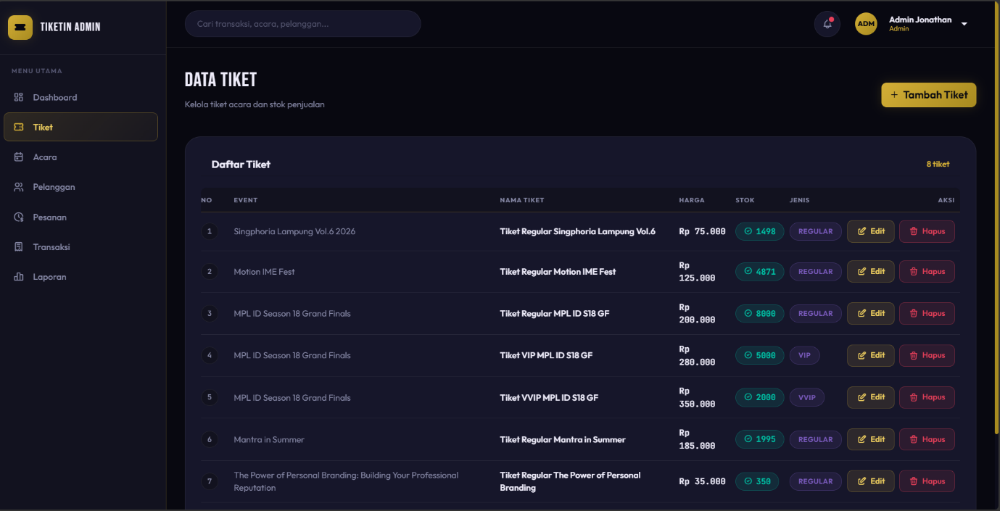 TIKETIN ADMIN
Cari transaksi, acara, pelanggan...
ADM
Admin Jonathan
Admin
MENU UTAMA
Dashboard
Tiket
Acara
Pelanggan
Pesanan
Transaksi
Laporan
DATA TIKET
Kelola tiket acara dan stok penjualan
+ Tambah Tiket
Daftar Tiket
8 tiket
NO EVENT NAMA TIKET HARGA STOK JENIS AKSI
1 Singphoria Lampung Vol.6 2026 Tiket Regular Singphoria Lampung Vol.6 Rp 75.000 1498 REGULAR Edit Hapus
2 Motion IME Fest Tiket Regular Motion IME Fest Rp 125.000 4871 REGULAR Edit Hapus
3 MPL ID Season 18 Grand Finals Tiket Regular MPL ID S18 GF Rp 200.000 8000 REGULAR Edit Hapus
4 MPL ID Season 18 Grand Finals Tiket VIP MPL ID S18 GF Rp 280.000 5000 VIP Edit Hapus
5 MPL ID Season 18 Grand Finals Tiket VVIP MPL ID S18 GF Rp 350.000 2000 VVIP Edit Hapus
6 Mantra in Summer Tiket Regular Mantra in Summer Rp 185.000 1995 REGULAR Edit Hapus
7 The Power of Personal Branding: Building Your Professional Reputation Tiket Regular The Power of Personal Branding Rp 35.000 350 REGULAR Edit Hapus